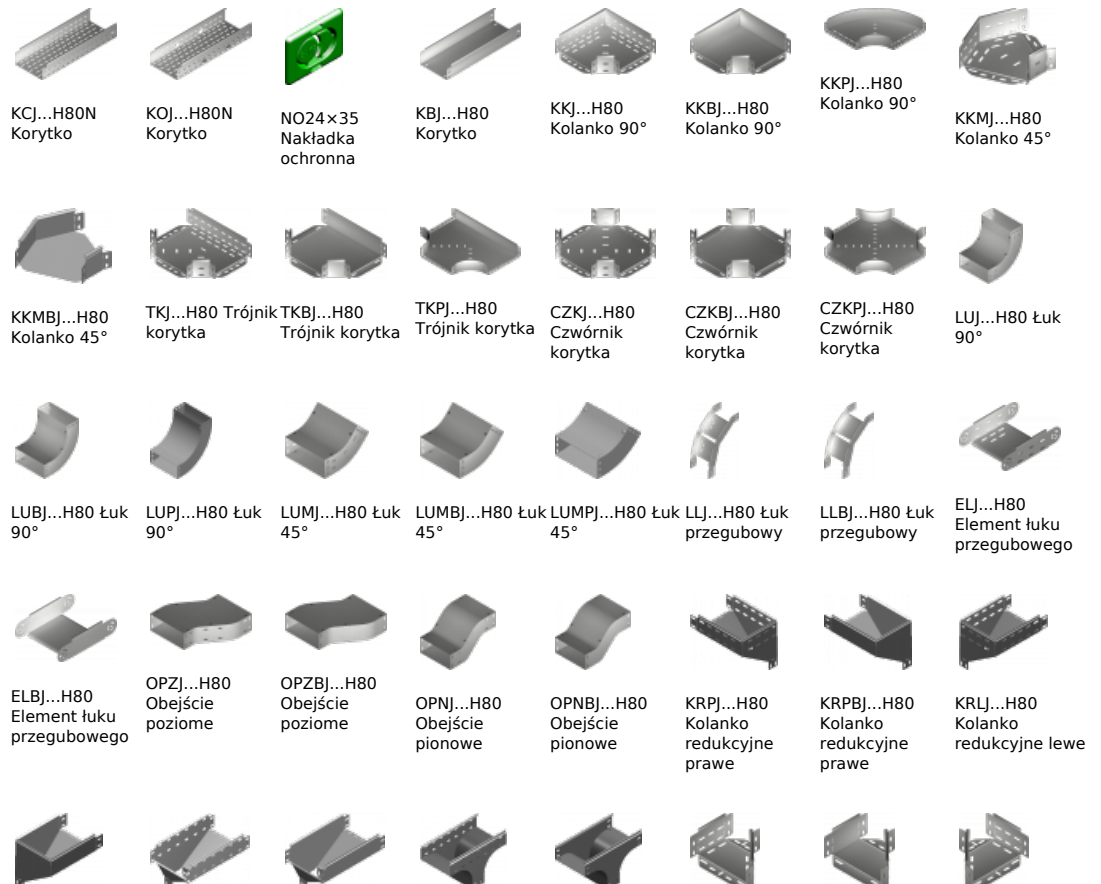 KCJ...H80N
Korytko
KOJ...H80N
Korytko
NO24×35
Nakładka
ochronna
KBJ...H80
Korytko
KKJ...H80
Kolanko 90°
KKBJ...H80
Kolanko 90°
KKPJ...H80
Kolanko 90°
KKMJ...H80
Kolanko 45°
KKMBJ...H80
Kolanko 45°
TKJ...H80 Trójnik
korytka
TKBJ...H80
Trójnik korytka
TKPJ...H80
Trójnik korytka
CZKJ...H80
Czwórnik
korytka
CZKBJ...H80
Czwórnik
korytka
CZKPJ...H80
Czwórnik
korytka
LUJ...H80 Łuk
90°
LUBJ...H80 Łuk
90°
LUPJ...H80 Łuk
90°
LUMJ...H80 Łuk
45°
LUMBJ...H80 Łuk
45°
LUMPJ...H80 Łuk
45°
LLJ...H80 Łuk
przegubowy
LLBJ...H80 Łuk
przegubowy
ELJ...H80
Element łuku
przegubowego
ELBJ...H80
Element łuku
przegubowego
OPZJ...H80
Obejście
poziome
OPZBJ...H80
Obejście
poziome
OPNJ...H80
Obejście
pionowe
OPNBJ...H80
Obejście
pionowe
KRPJ...H80
Kolanko
redukcyjne
prawe
KRPBJ...H80
Kolanko
redukcyjne
prawe
KRLJ...H80
Kolanko
redukcyjne lewe